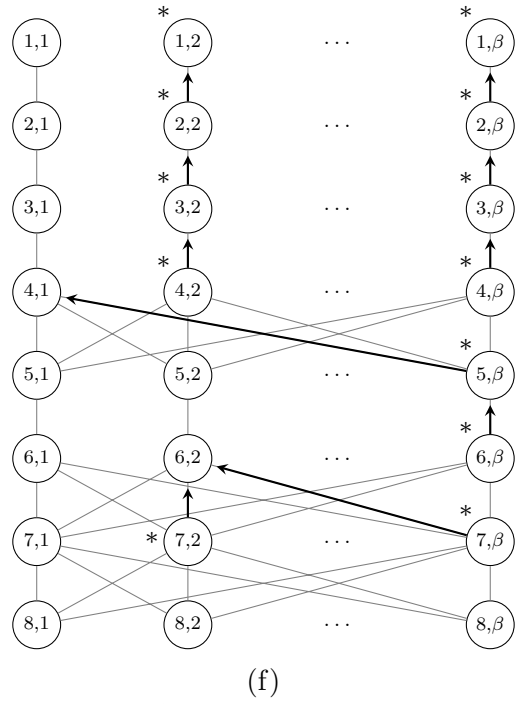 * *
1,1 1,2 ... 1,β
* *
2,1 2,2 ... 2,β
* *
3,1 3,2 ... 3,β
* *
4,1 4,2 ... 4,β
*
5,1 5,2 ... 5,β
*
6,1 6,2 ... 6,β
*
7,1 * 7,2 ... 7,β
8,1 8,2 ... 8,β
(f)